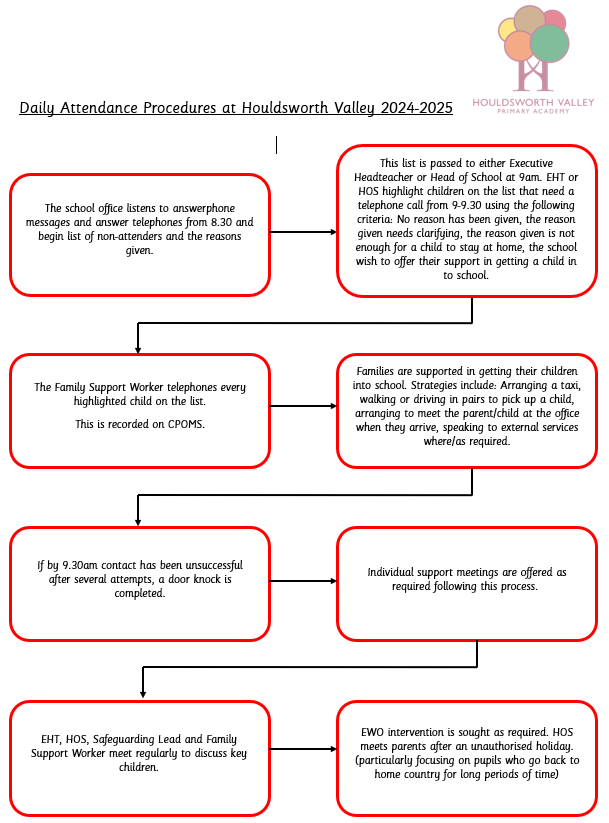 HOULDSWORTH VALLEY
PRIMARY ACADEMY
Daily Attendance Procedures at Houldsworth Valley 2024-2025
The school office listens to answerphone
messages and answer telephones from 8.30 and
begin list of non-attenders and the reasons
given.
This list is passed to either Executive
Headteacher or Head of School at 9am. EHT or
HOS highlight children on the list that need a
telephone call from 9-9.30 using the following
criteria: No reason has been given, the reason
given needs clarifying, the reason given is not
enough for a child to stay at home, the school
wish to offer their support in getting a child in
to school.
The Family Support Worker telephones every
highlighted child on the list.
This is recorded on CPOMS.
Families are supported in getting their children
into school. Strategies include: Arranging a taxi,
walking or driving in pairs to pick up a child,
arranging to meet the parent/child at the office
when they arrive, speaking to external services
where/as required.
If by 9.30am contact has been unsuccessful
after several attempts, a door knock is
completed.
Individual support meetings are offered as
required following this process.
EHT, HOS, Safeguarding Lead and Family
Support Worker meet regularly to discuss key
children.
EWO intervention is sought as required. HOS
meets parents after an unauthorised holiday.
(particularly focusing on pupils who go back to
home country for long periods of time)